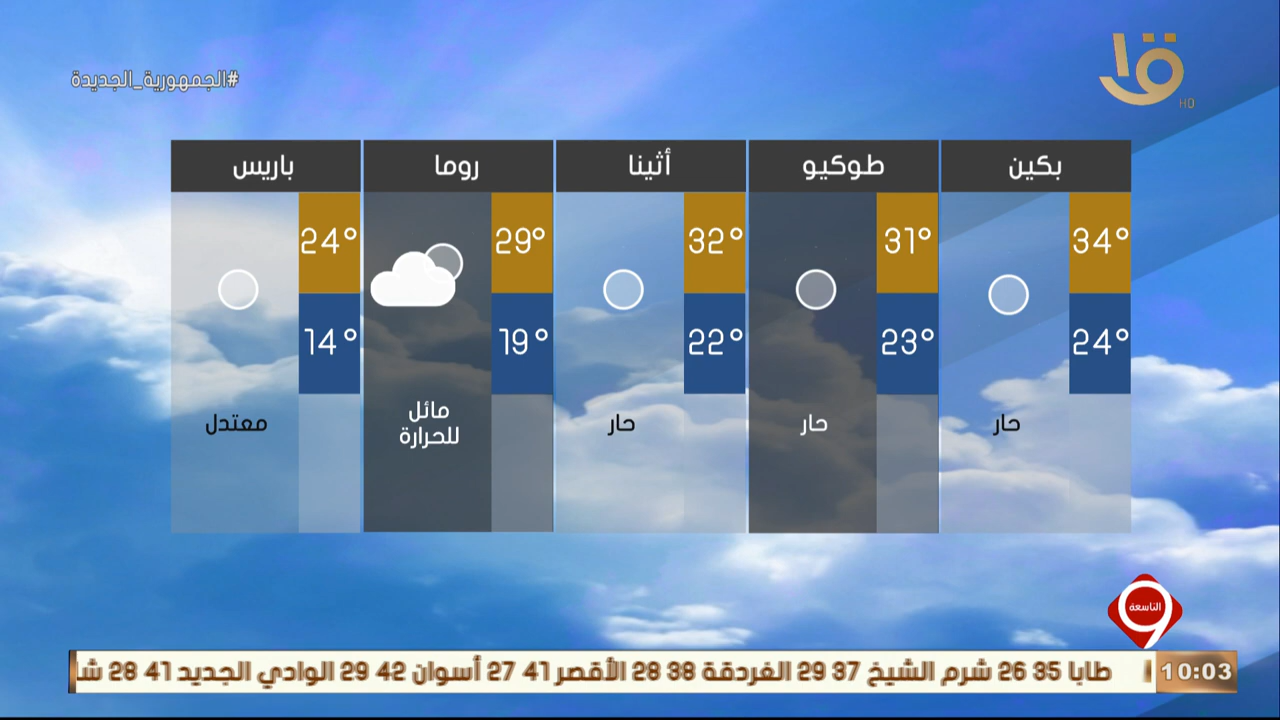 #الجمهورية_الجديدة
HD
بكين
34°
24°
حار
طوكيو
31°
23°
حار
أثينا
32°
22°
حار
روما
29°
19°
مائل
للحرارة
باريس
24°
14°
معتدل
التاسعة
9
10:03
طابا 35 26 شرم الشيخ 37 29 الغردقة 38 28 الأقصر 41 27 أسوان 42 29 الوادي الجديد 41 28